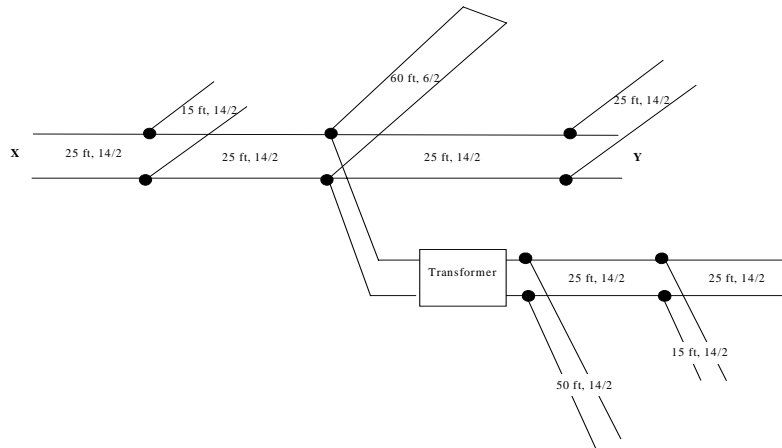 60 ft, 6/2
15 ft, 14/2
25 ft, 14/2
X
25 ft, 14/2
25 ft, 14/2
25 ft, 14/2
Y
Transformer
25 ft, 14/2
25 ft, 14/2
15 ft, 14/2
50 ft, 14/2